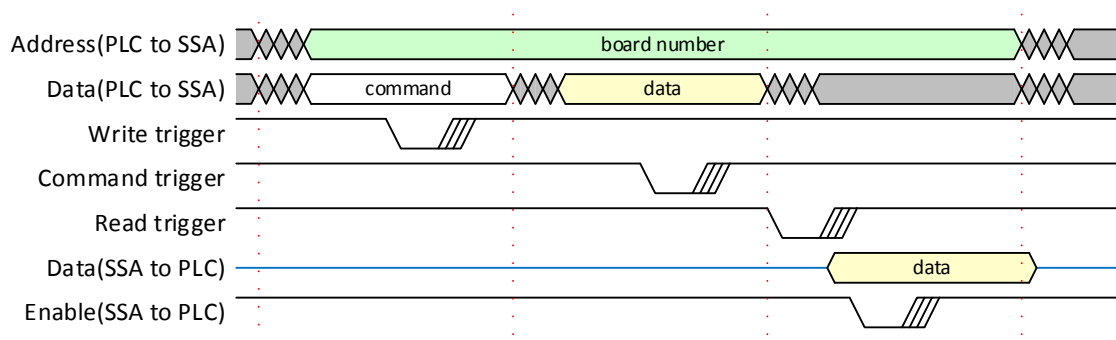 Address(PLC to SSA)
board number
Data(PLC to SSA)
command
data
Write trigger
Command trigger
Read trigger
Data(SSA to PLC)
data
Enable(SSA to PLC)